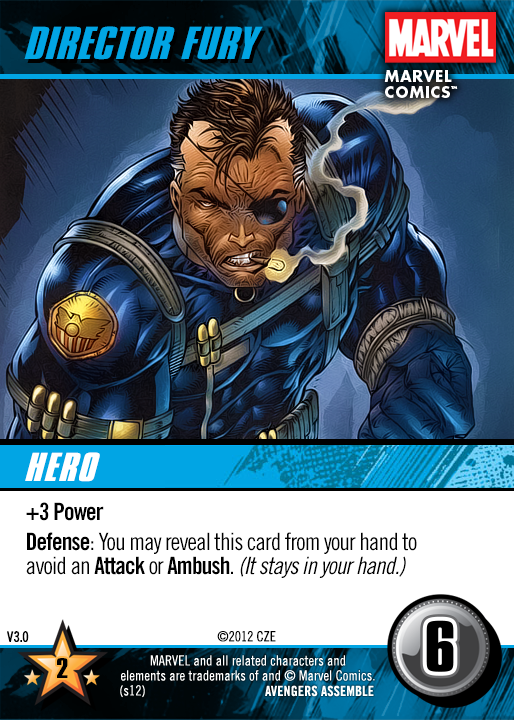 DIRECTOR FURY
MARVEL
MARVEL
COMICS™
HERO
+3 Power
Defense: You may reveal this card from your hand to
avoid an Attack or Ambush. (It stays in your hand.)
V3.0
©2012 CZE
2
6
MARVEL and all related characters and
elements are trademarks of and © Marvel Comics.
(s12) AVENGERS ASSEMBLE